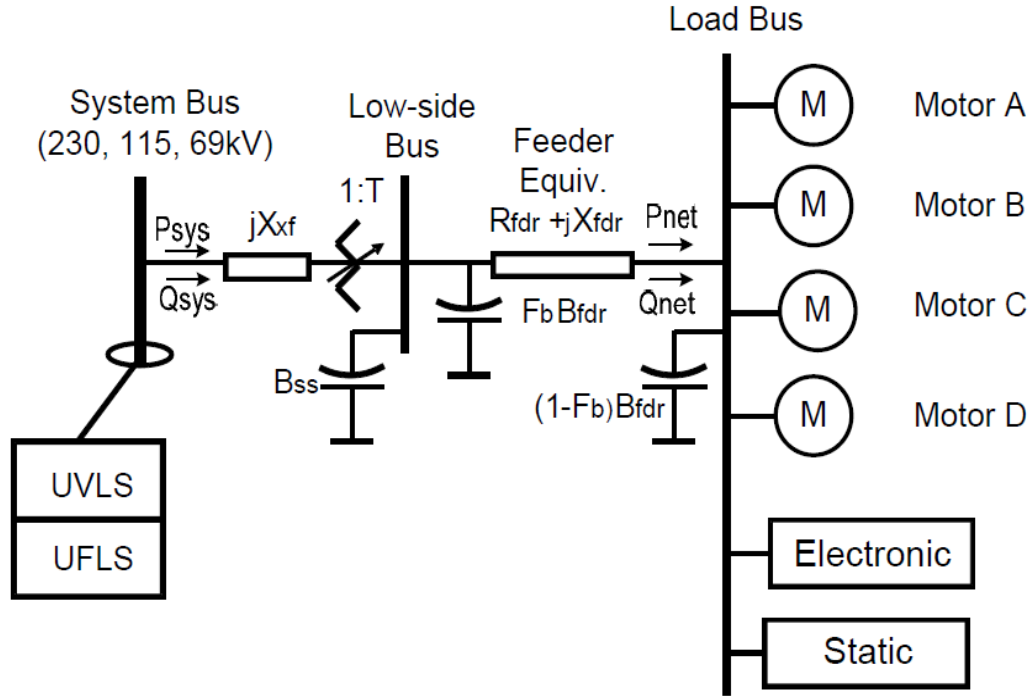 Load Bus
System Bus
(230, 115, 69kV)
Low-side
Bus
Feeder
Equiv.
Rfdr +jXfdr
1:T
jXxf
Psys
Qsys
Pnet
Qnet
FbBfdr
Bss
(1-Fb)Bfdr
M
Motor A
M
Motor B
M
Motor C
M
Motor D
UVLS
UFLS
Electronic
Static